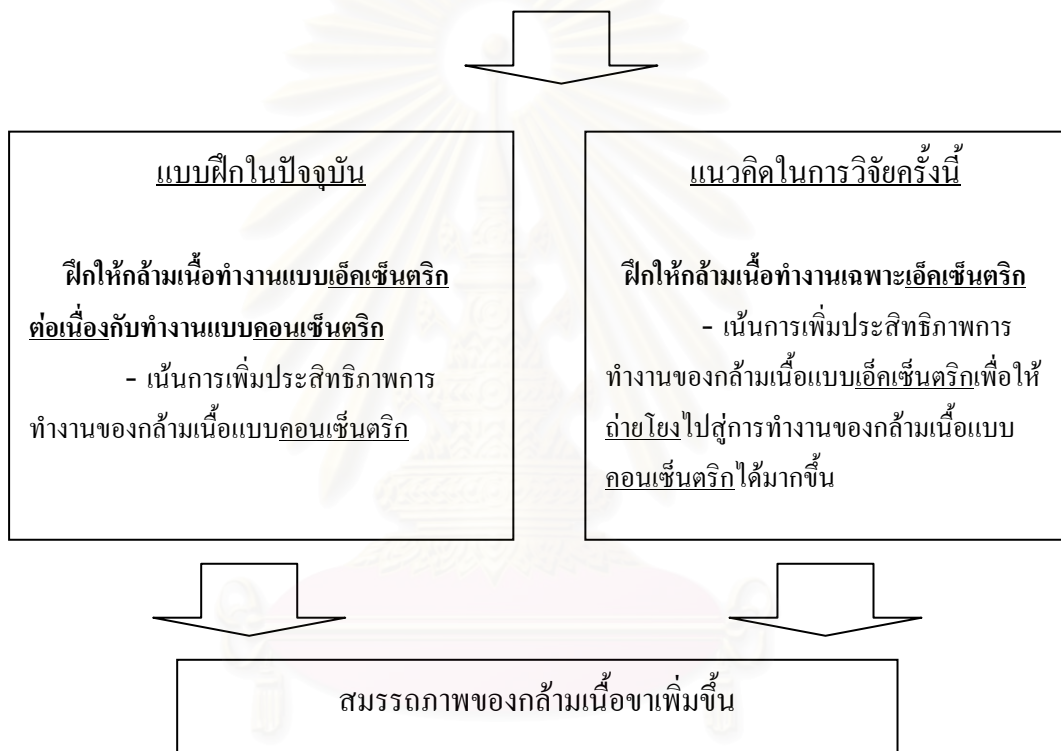 แบบฝึกในปัจจุบัน
ฝึกให้กล้ามเนื้อทำงานแบบเอ็คเซ็นตริก
ต่อเนื่องกับทำงานแบบคอนเซ็นตริก
- เน้นการเพิ่มประสิทธิภาพการ
ทำงานของกล้ามเนื้อแบบคอนเซ็นตริก
แนวคิดในการวิจัยครั้งนี้
ฝึกให้กล้ามเนื้อทำงานเฉพาะเอ็คเซ็นตริก
- เน้นการเพิ่มประสิทธิภาพการ
ทำงานของกล้ามเนื้อแบบเอ็คเซ็นตริกเพื่อให้
ถ่ายโยงไปสู่การทำงานของกล้ามเนื้อแบบ
คอนเซ็นตริกได้มากขึ้น
สมรรถภาพของกล้ามเนื้อขาเพิ่มขึ้น